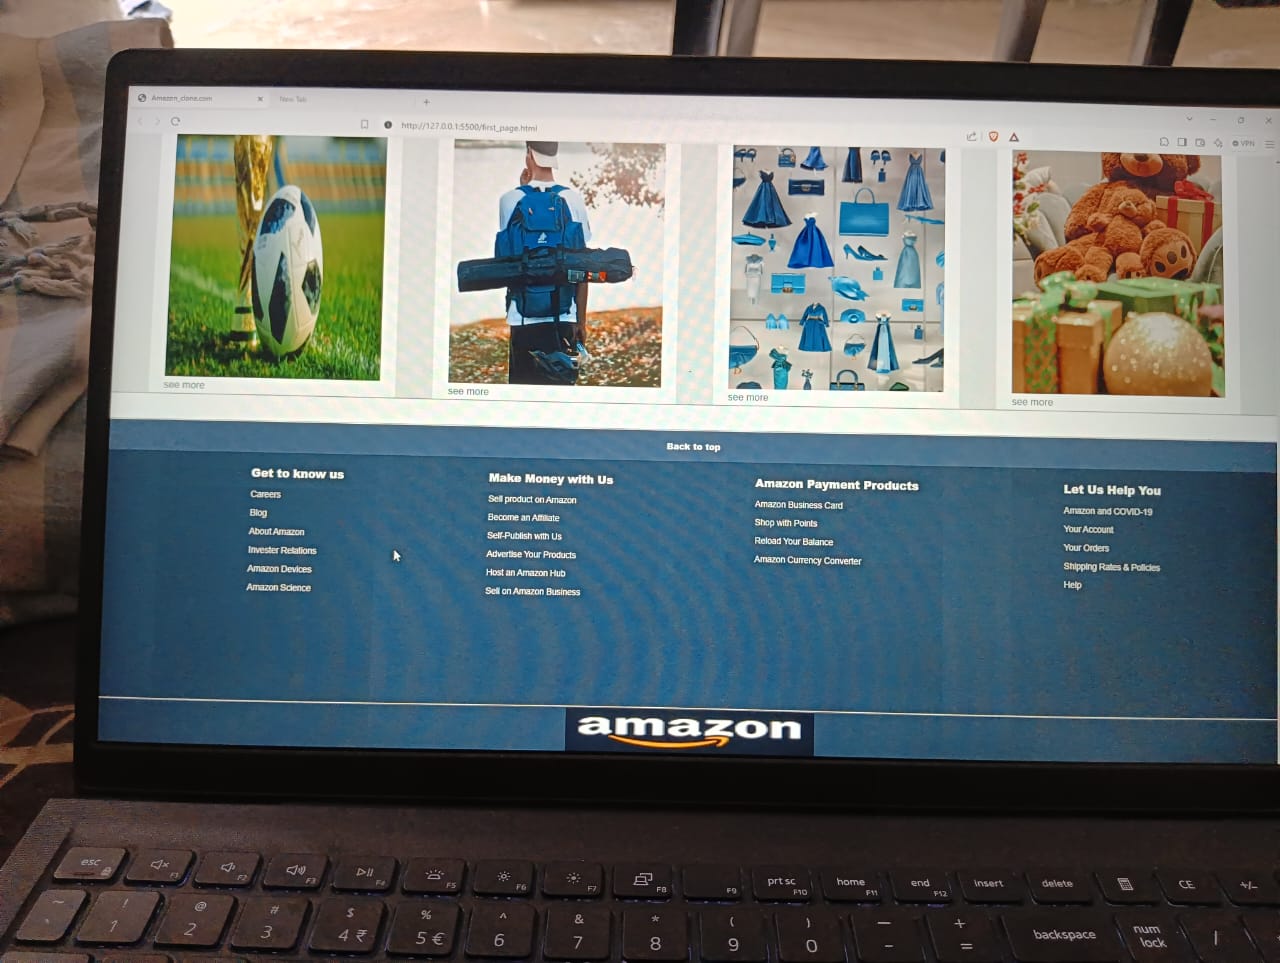 Amazon_clone.com
New Tab
http://127.0.0.1:5500/first_page.html
VPN
see more
see more
see more
see more
Back to top
Get to know us
Careers
Blog
About Amazon
Invester Relations
Amazon Devices
Amazon Science
Make Money with Us
Sell product on Amazon
Become an Affiliate
Self-Publish with Us
Advertise Your Products
Host an Amazon Hub
Sell on Amazon Business
Amazon Payment Products
Amazon Business Card
Shop with Points
Reload Your Balance
Amazon Currency Converter
Let Us Help You
Amazon and COVID-19
Your Account
Your Orders
Shipping Rates & Policies
Help
amazon
esc F1 F2 F3 F4 F5 F6 F7 F8 F9 prt sc F10 home F11 end F12 insert delete CE +/-
~ ` ! 1 @ 2 # 3 $ 4 ₹ % 5 € ^ 6 & 7 * 8 ( 9 ) 0 — - + = backspace num lock /